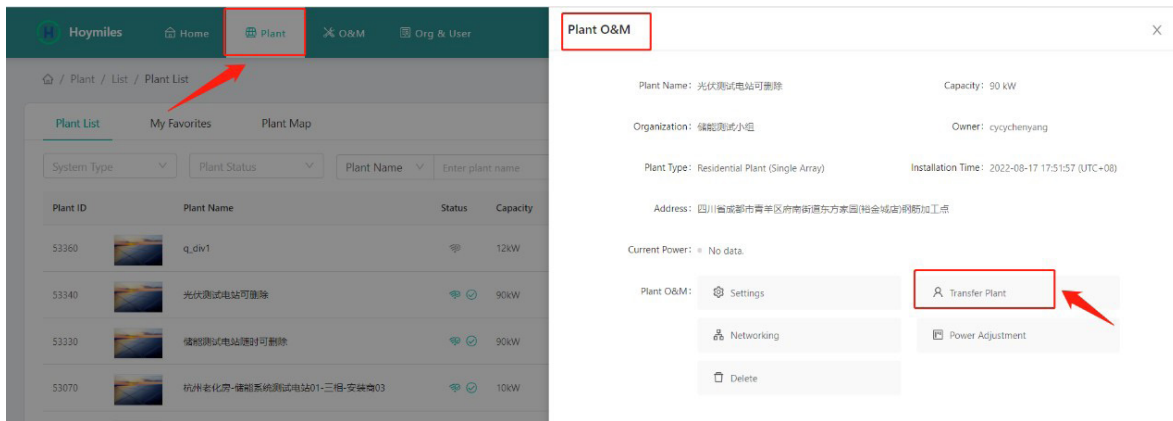 Hoymiles
Home
Plant
O&M
Org & User
/ Plant / List / Plant List
Plant List
My Favorites
Plant Map
System Type
Plant Status
Plant Name
Enter plant name
Plant ID
Plant Name
Status
Capacity
53360
q_div1
12kW
53340
光伏测试电站可删除
90kW
53330
储能测试电站随时可删除
90kW
53070
杭州老化房-储能系统测试电站01-三相-安装商03
10kW
Plant O&M
Plant Name: 光伏测试电站可删除
Capacity: 90 kW
Organization: 储能测试小组
Owner: cycychenyang
Plant Type: Residential Plant (Single Array)
Installation Time: 2022-08-17 17:51:57 (UTC+08)
Address: 四川省成都市青羊区府南街道东方家园(裕金城店)钢筋加工点
Current Power: No data.
Plant O&M:
Settings
Transfer Plant
Networking
Power Adjustment
Delete